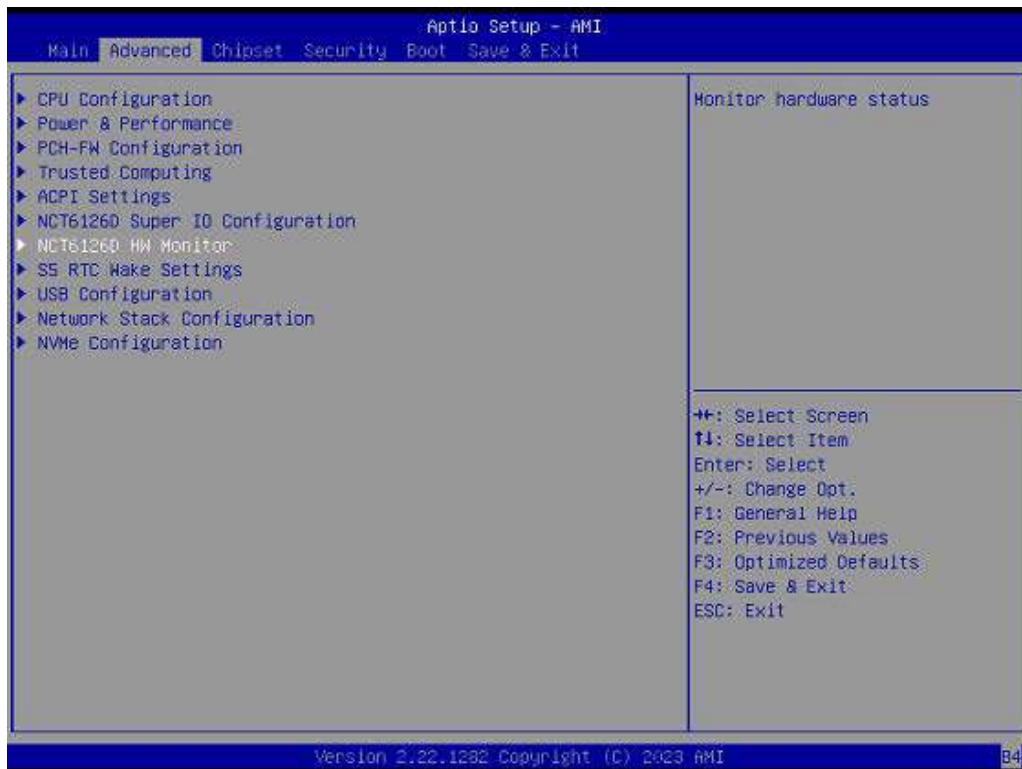 Aptio Setup - AMI
Main Advanced Chipset Security Boot Save & Exit
▶ CPU Configuration
▶ Power & Performance
▶ PCH-FW Configuration
▶ Trusted Computing
▶ ACPI Settings
▶ NCT6126D Super IO Configuration
▶ NCT6126D HW Monitor
▶ S5 RTC Wake Settings
▶ USB Configuration
▶ Network Stack Configuration
▶ NVMe Configuration
Monitor hardware status
→←: Select Screen
↑↓: Select Item
Enter: Select
+/-: Change Opt.
F1: General Help
F2: Previous Values
F3: Optimized Defaults
F4: Save & Exit
ESC: Exit
Version 2.22.1282 Copyright (C) 2023 AMI
B4